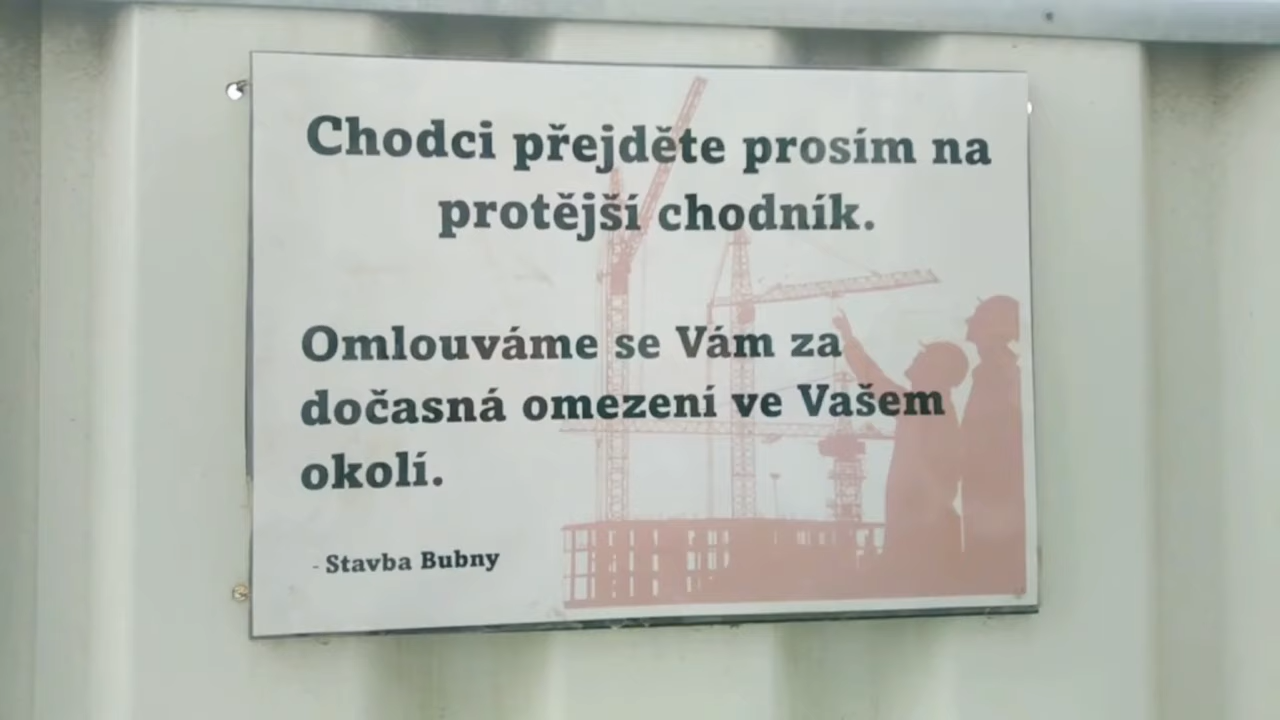 Chodci přejděte prosím na
protější chodník.
Omlouváme se Vám za
dočasná omezení ve Vašem
okolí.
- Stavba Bubny